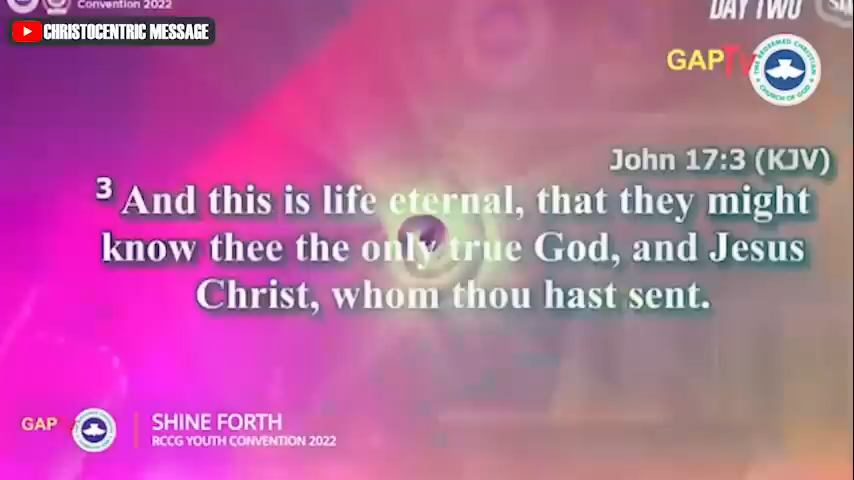 Convention 2022
DAY TWO
CHRISTOCENTRIC MESSAGE
GAPTv
THE REDEEMED CHRISTIAN
CHURCH OF GOD
John 17:3 (KJV)
3 And this is life eternal, that they might
know thee the only true God, and Jesus
Christ, whom thou hast sent.
GAPTv
SHINE FORTH
RCCG YOUTH CONVENTION 2022